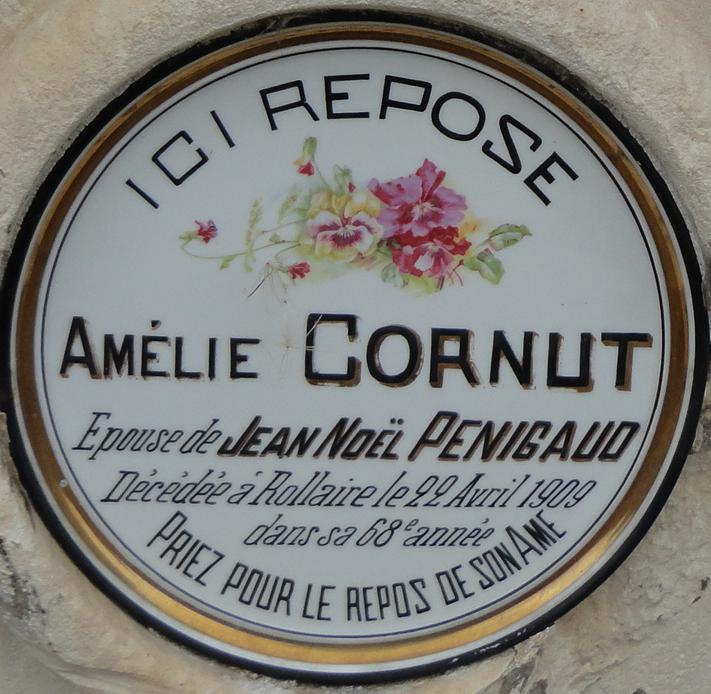 ICI REPOSE
AMÉLIE CORNUT
Epouse de JEAN NOËL PENIGAUD
Décédée à Rollaire le 22 Avril 1909
dans sa 68e année
PRIEZ POUR LE REPOS DE SON AME